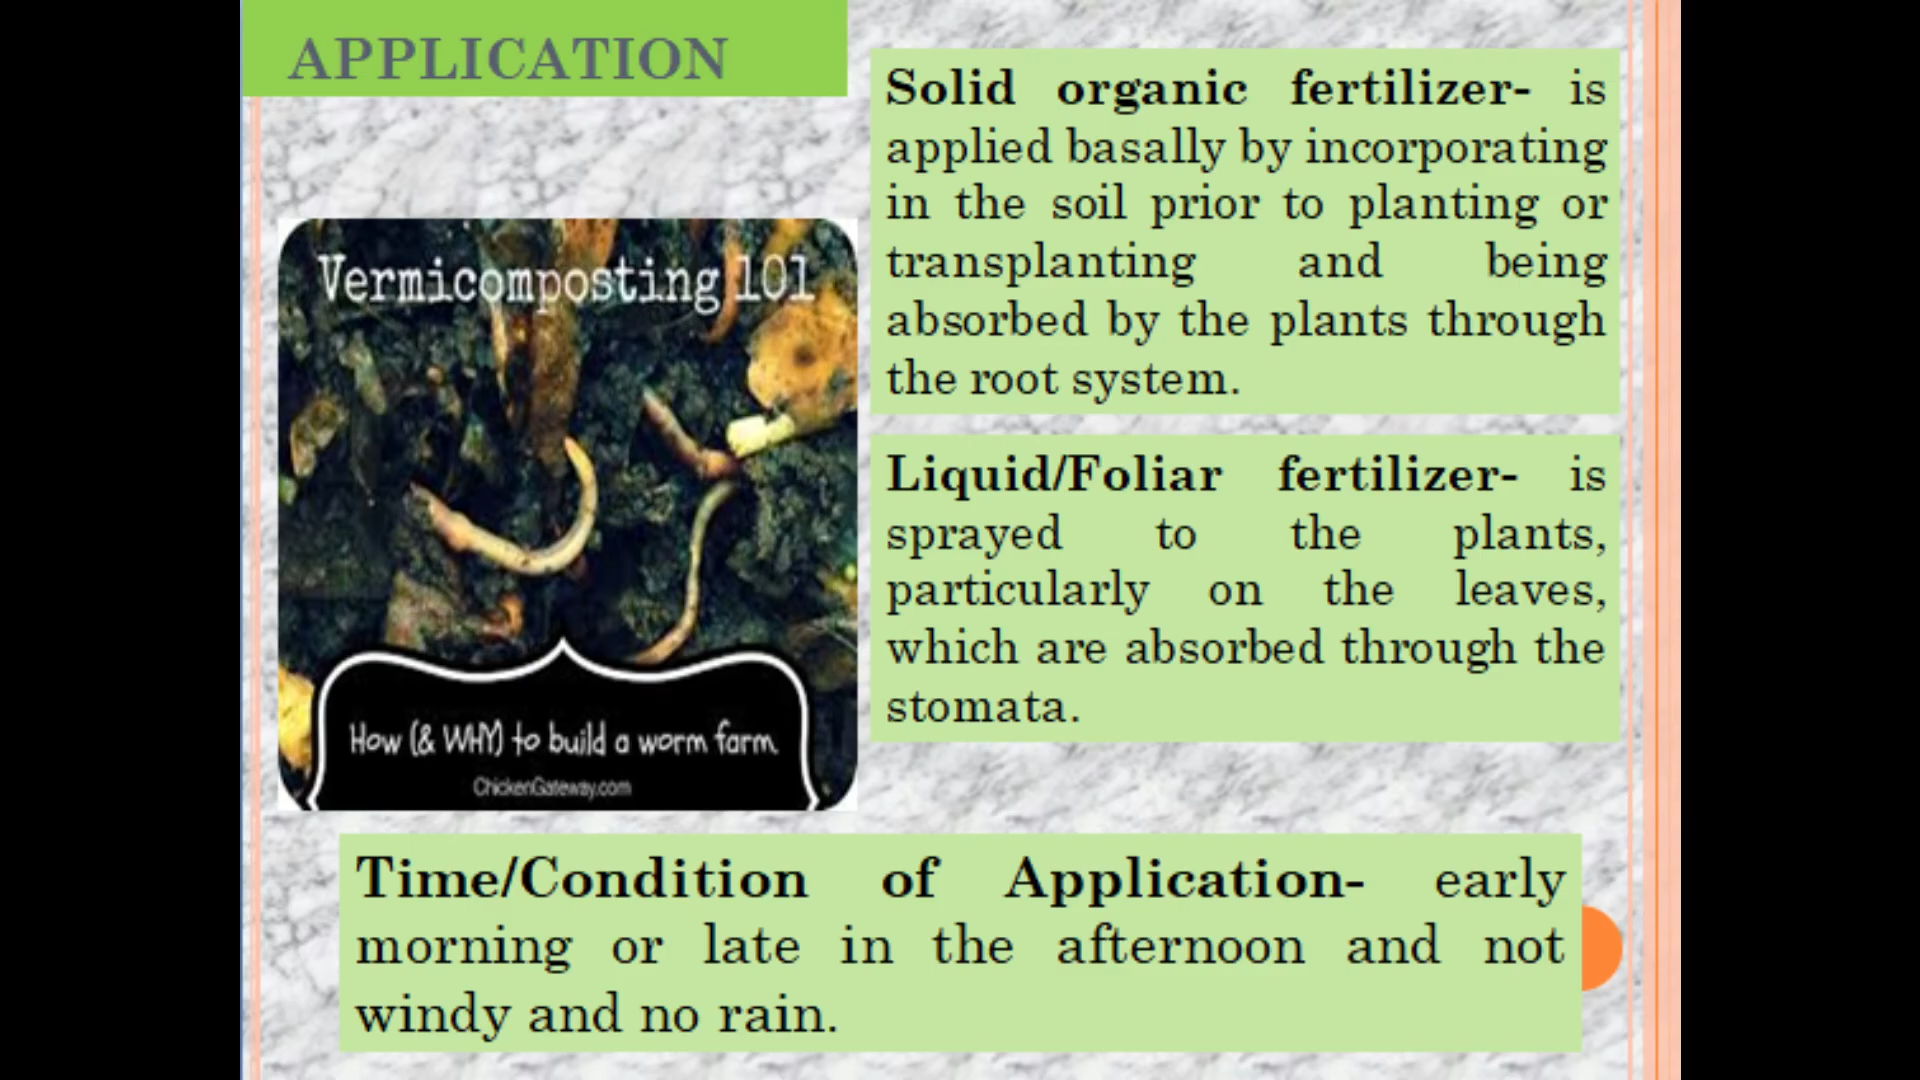 APPLICATION
Solid organic fertilizer- is
applied basally by incorporating
in the soil prior to planting or
transplanting and being
absorbed by the plants through
the root system.
Vermicomposting 101
How (& WHY) to build a worm farm.
ChickenGateway.com
Liquid/Foliar fertilizer- is
sprayed to the plants,
particularly on the leaves,
which are absorbed through the
stomata.
Time/Condition of Application- early
morning or late in the afternoon and not
windy and no rain.